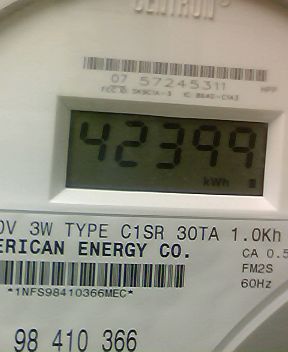 CENTRON®
07 57245311
42399
kWh
0V 3W TYPE C1SR 30TA 1.0Kh
ERICAN ENERGY CO.
CA 0.5
FM2S
60Hz
*1NFS98410366MEC*
98 410 366